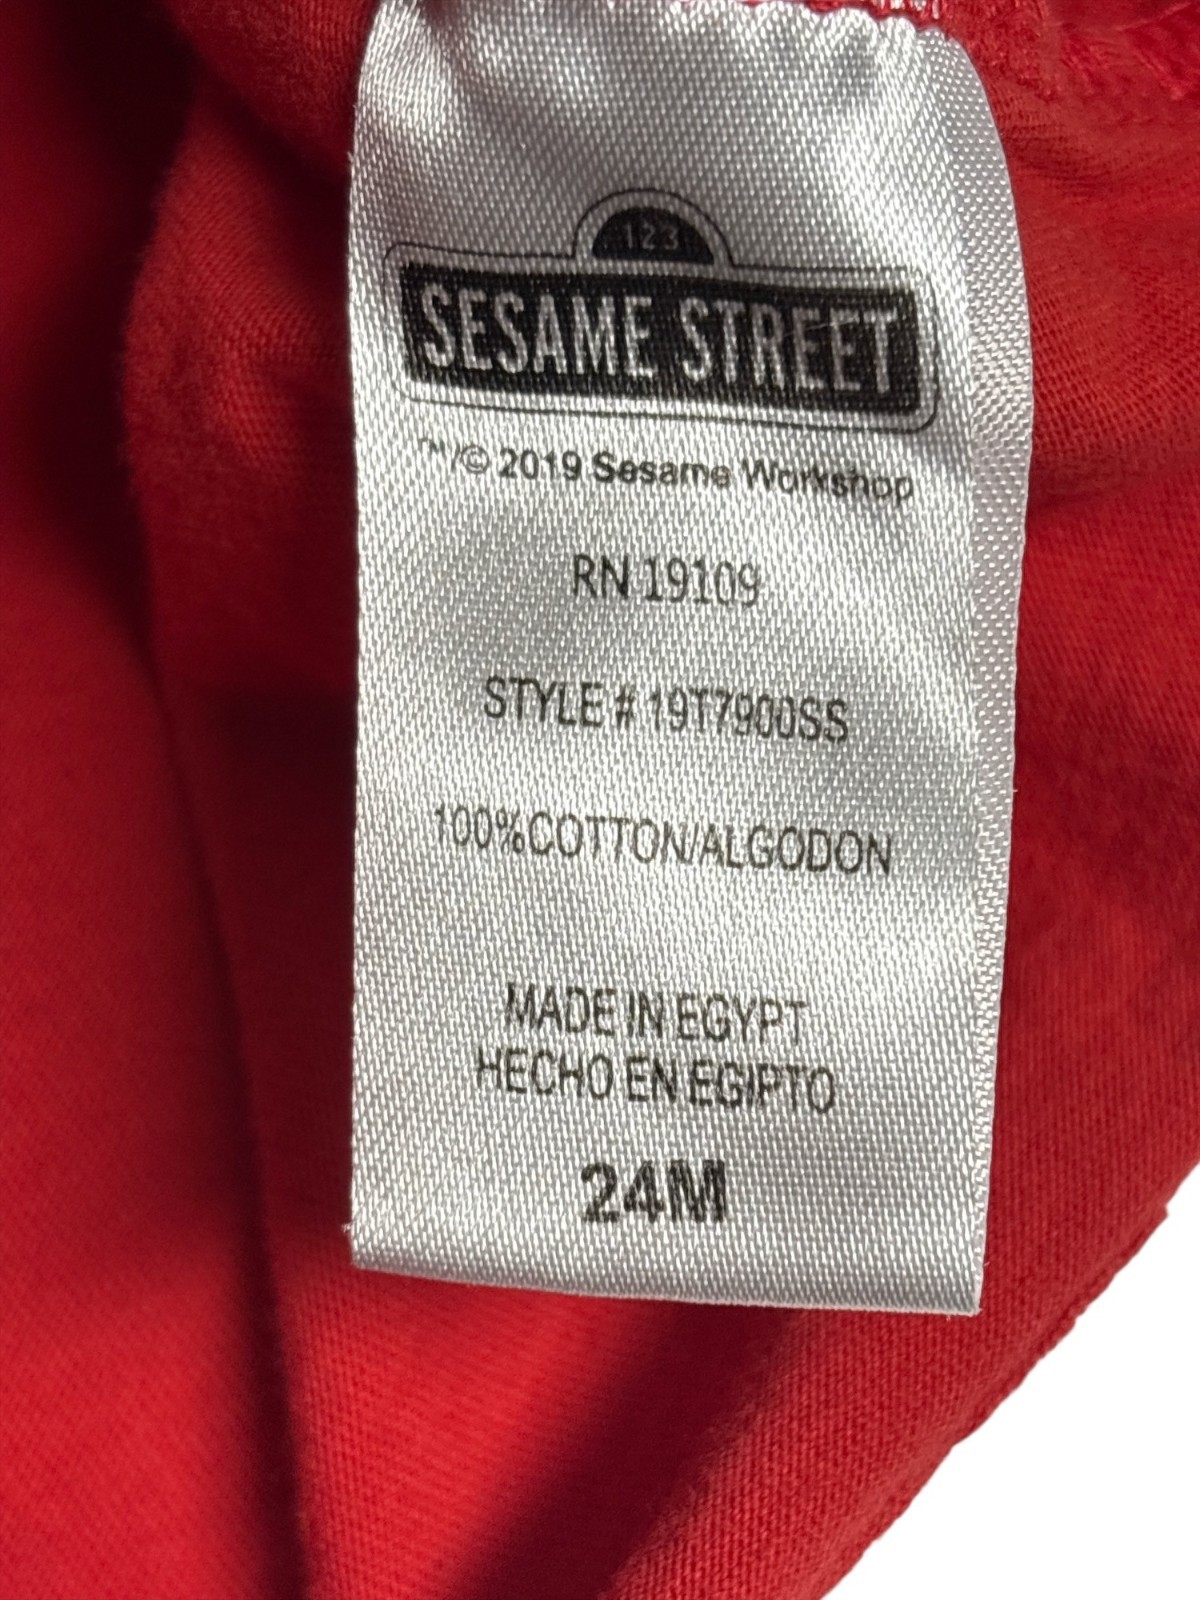 123
SESAME STREET
™/© 2019 Sesame Workshop
RN 19109
STYLE# 19T7900SS
100%COTTON/ALGODON
MADE IN EGYPT
HECHO EN EGIPTO
24M